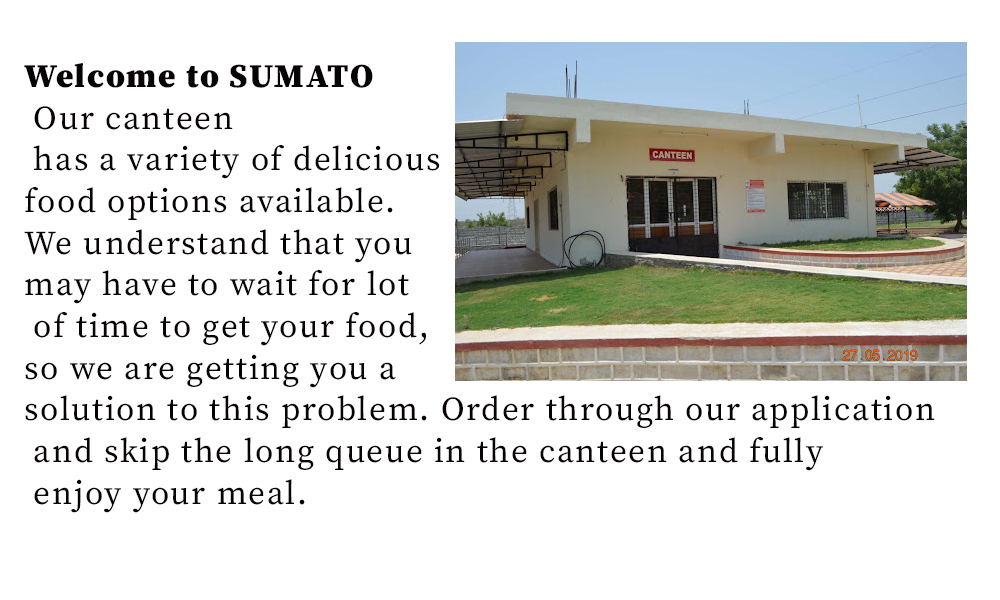 Welcome to SUMATO
Our canteen
has a variety of delicious
food options available.
We understand that you
may have to wait for lot
of time to get your food,
so we are getting you a
solution to this problem. Order through our application
and skip the long queue in the canteen and fully
enjoy your meal.
CANTEEN
27 05 2019